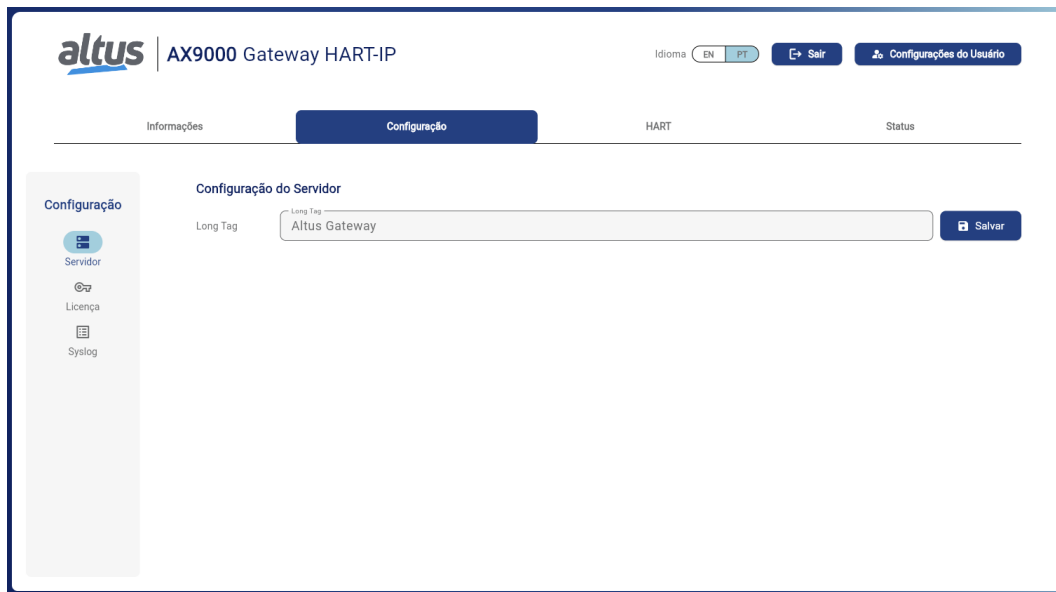 altus AX9000 Gateway HART-IP
Idioma EN PT Sair Configurações do Usuário
Informações Configuração HART Status
Configuração
Servidor
Licença
Syslog
Configuração do Servidor
Long Tag
Long Tag
Altus Gateway
Salvar